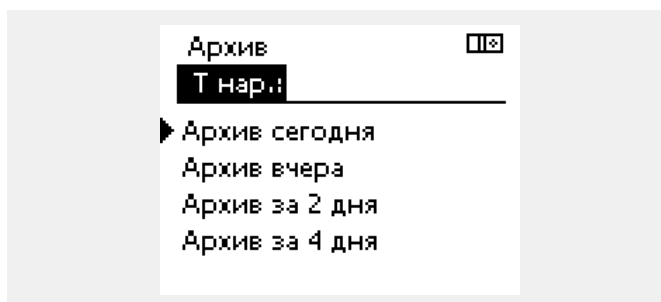 Архив
Т нар.:
Архив сегодня
Архив вчера
Архив за 2 дня
Архив за 4 дня